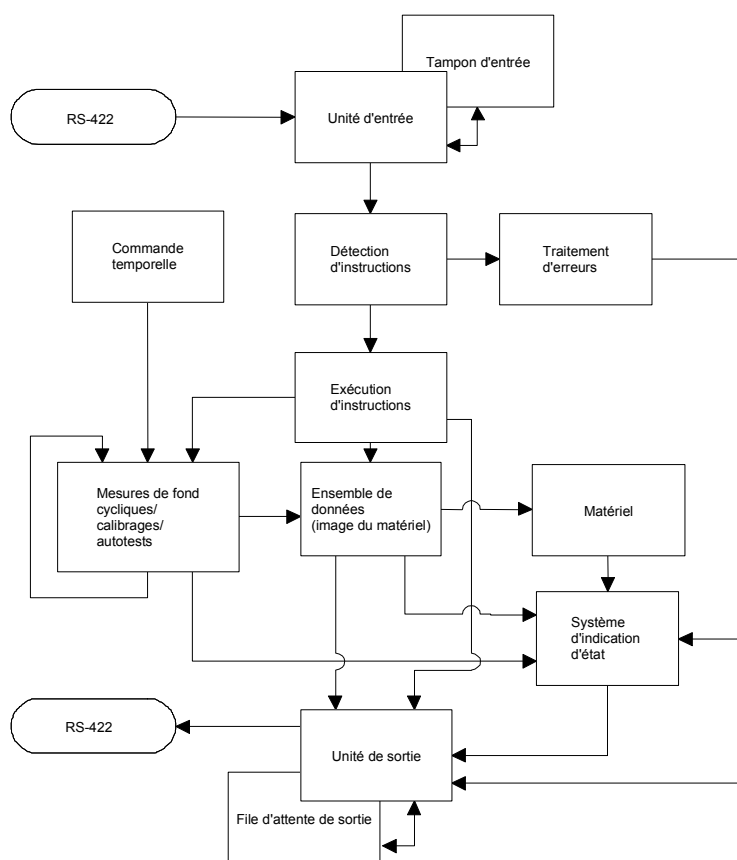 Tampon d'entrée
RS-422
Unité d'entrée
Commande
temporelle
Détection
d'instructions
Traitement
d'erreurs
Exécution
d'instructions
Mesures de fond
cycliques/
calibrages/
autotests
Ensemble de
données
(image du matériel)
Matériel
Système
d'indication
d'état
RS-422
Unité de sortie
File d'attente de sortie